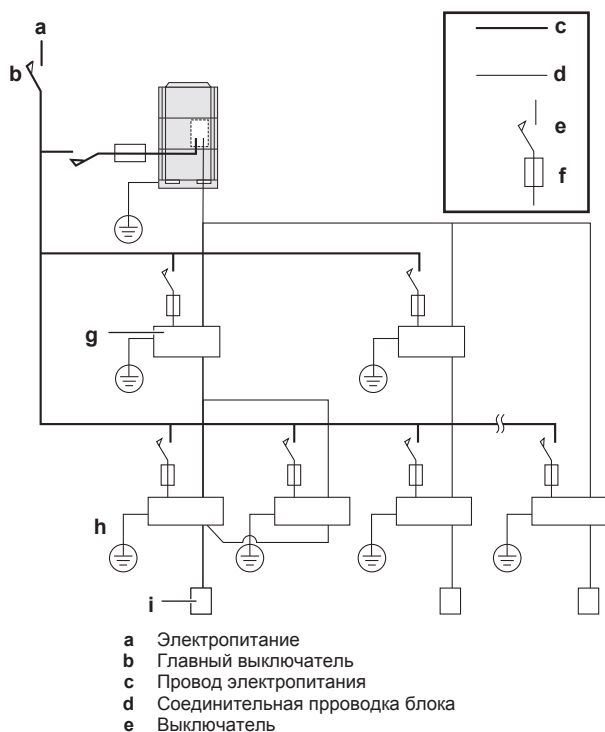 a
b
c
d
e
f
g
h
i
a Электропитание
b Главный выключатель
c Провод электропитания
d Соединительная прроводка блока
e Выключатель